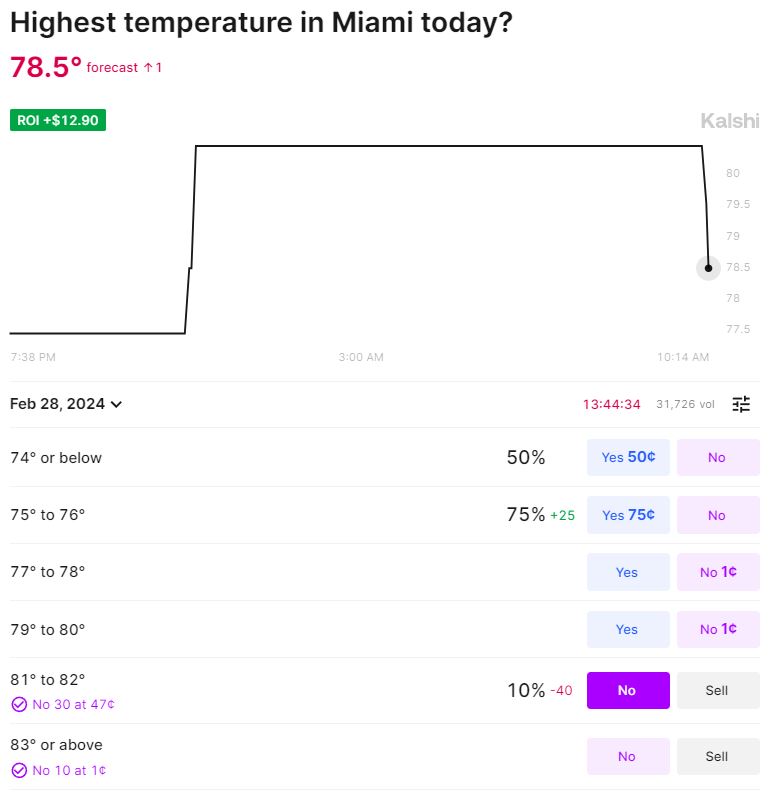 Highest temperature in Miami today?
78.5° forecast ↑1
ROI +$12.90
Kalshi
80
79.5
79
78.5
78
77.5
7:38 PM 3:00 AM 10:14 AM
Feb 28, 2024 13:44:34 31,726 vol
74° or below 50% Yes 50¢ No
75° to 76° 75% +25 Yes 75¢ No
77° to 78° Yes No 1¢
79° to 80° Yes No 1¢
81° to 82° 10% -40 No Sell
No 30 at 47¢
83° or above No Sell
No 10 at 1¢